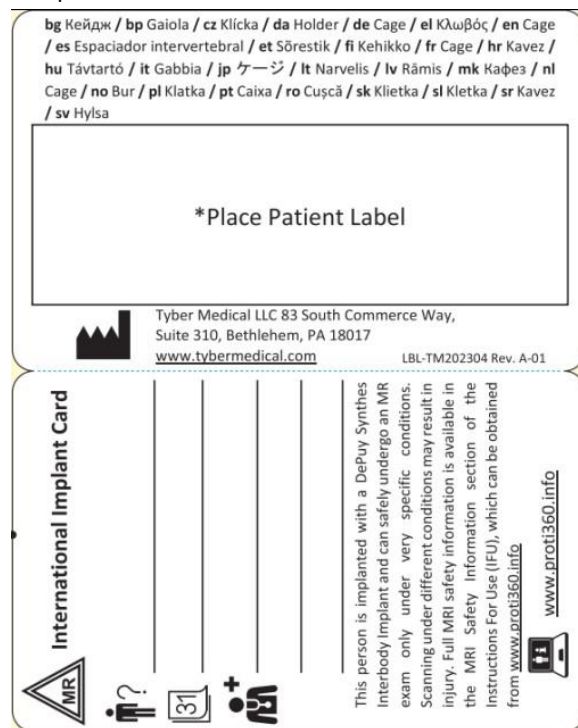 bg Кейдж / bp Gaiola / cz Klícka / da Holder / de Cage / el Κλωβός / en Cage
/ es Espaciador intervertebral / et Sõrestik / fi Kehikko / fr Cage / hr Kavez /
hu Távtartó / it Gabbia / jp ケージ / lt Narvelis / lv Rāmis / mk Кафез / nl
Cage / no Bur / pl Klatka / pt Caixa / ro Cușcă / sk Klietka / sl Kletka / sr Kavez
/ sv Hylsa
*Place Patient Label
Tyber Medical LLC 83 South Commerce Way,
Suite 310, Bethlehem, PA 18017
www.tybermedical.com
LBL-TM202304 Rev. A-01
MR
International Implant Card
?
31
This person is implanted with a DePuy Synthes
Interbody Implant and can safely undergo an MR
exam only under very specific conditions.
Scanning under different conditions may result in
injury. Full MRI safety information is available in
the MRI Safety Information section of the
Instructions For Use (IFU), which can be obtained
from www.proti360.info
www.proti360.info